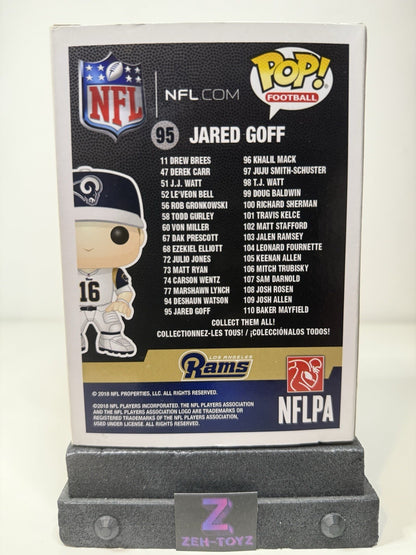 NFL
NFL.COM
POP!
FOOTBALL
95 JARED GOFF
11 DREW BREES
47 DEREK CARR
51 J.J. WATT
52 LE'VEON BELL
56 ROB GRONKOWSKI
58 TODD GURLEY
60 VON MILLER
67 DAK PRESCOTT
68 EZEKIEL ELLIOTT
72 JULIO JONES
73 MATT RYAN
74 CARSON WENTZ
77 MARSHAWN LYNCH
94 DESHAUN WATSON
95 JARED GOFF
96 KHALIL MACK
97 JUJU SMITH-SCHUSTER
98 T.J. WATT
99 DOUG BALDWIN
100 RICHARD SHERMAN
101 TRAVIS KELCE
102 MATT STAFFORD
103 JALEN RAMSEY
104 LEONARD FOURNETTE
105 KEENAN ALLEN
106 MITCH TRUBISKY
107 SAM DARNOLD
108 JOSH ROSEN
109 JOSH ALLEN
110 BAKER MAYFIELD
COLLECT THEM ALL!
COLLECTIONNEZ-LES TOUS! / ¡COLECCIÓNALOS TODOS!
16
LOS ANGELES
Rams
NFLPA
© 2018 NFL PROPERTIES, LLC. ALL RIGHTS RESERVED.
©2018 NFL PLAYERS INCORPORATED. THE NFL PLAYERS ASSOCIATION
AND THE NFL PLAYERS ASSOCIATION LOGO ARE TRADEMARKS OR
REGISTERED TRADEMARKS OF THE NFL PLAYERS ASSOCIATION,
USED UNDER LICENSE. ALL RIGHTS RESERVED.
Z
ZEH-TOYZ